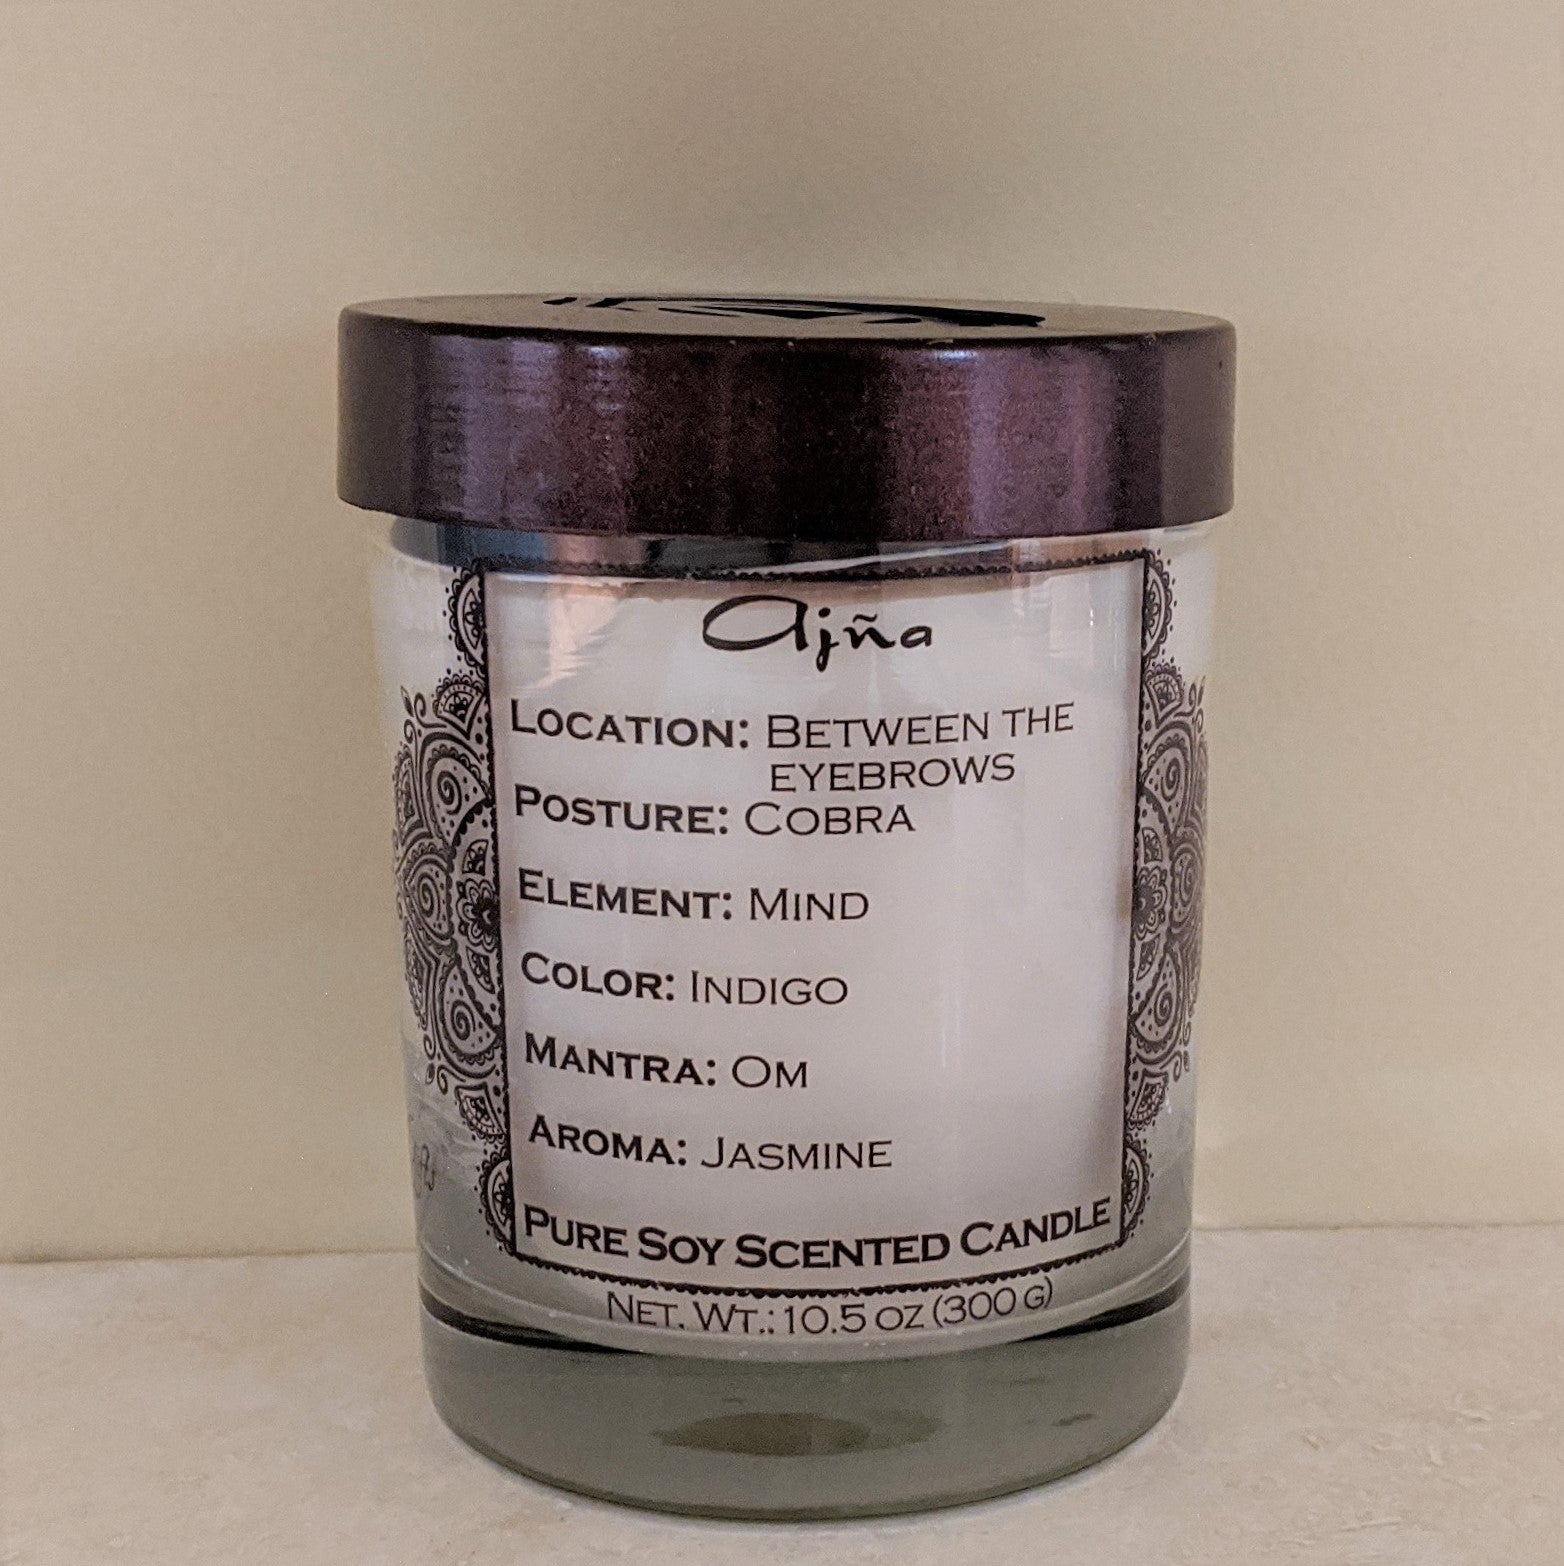 Ajña
Location: Between the
eyebrows
Posture: Cobra
Element: Mind
Color: Indigo
Mantra: Om
Aroma: Jasmine
Pure Soy Scented Candle
Net. Wt.: 10.5 oz (300 g)